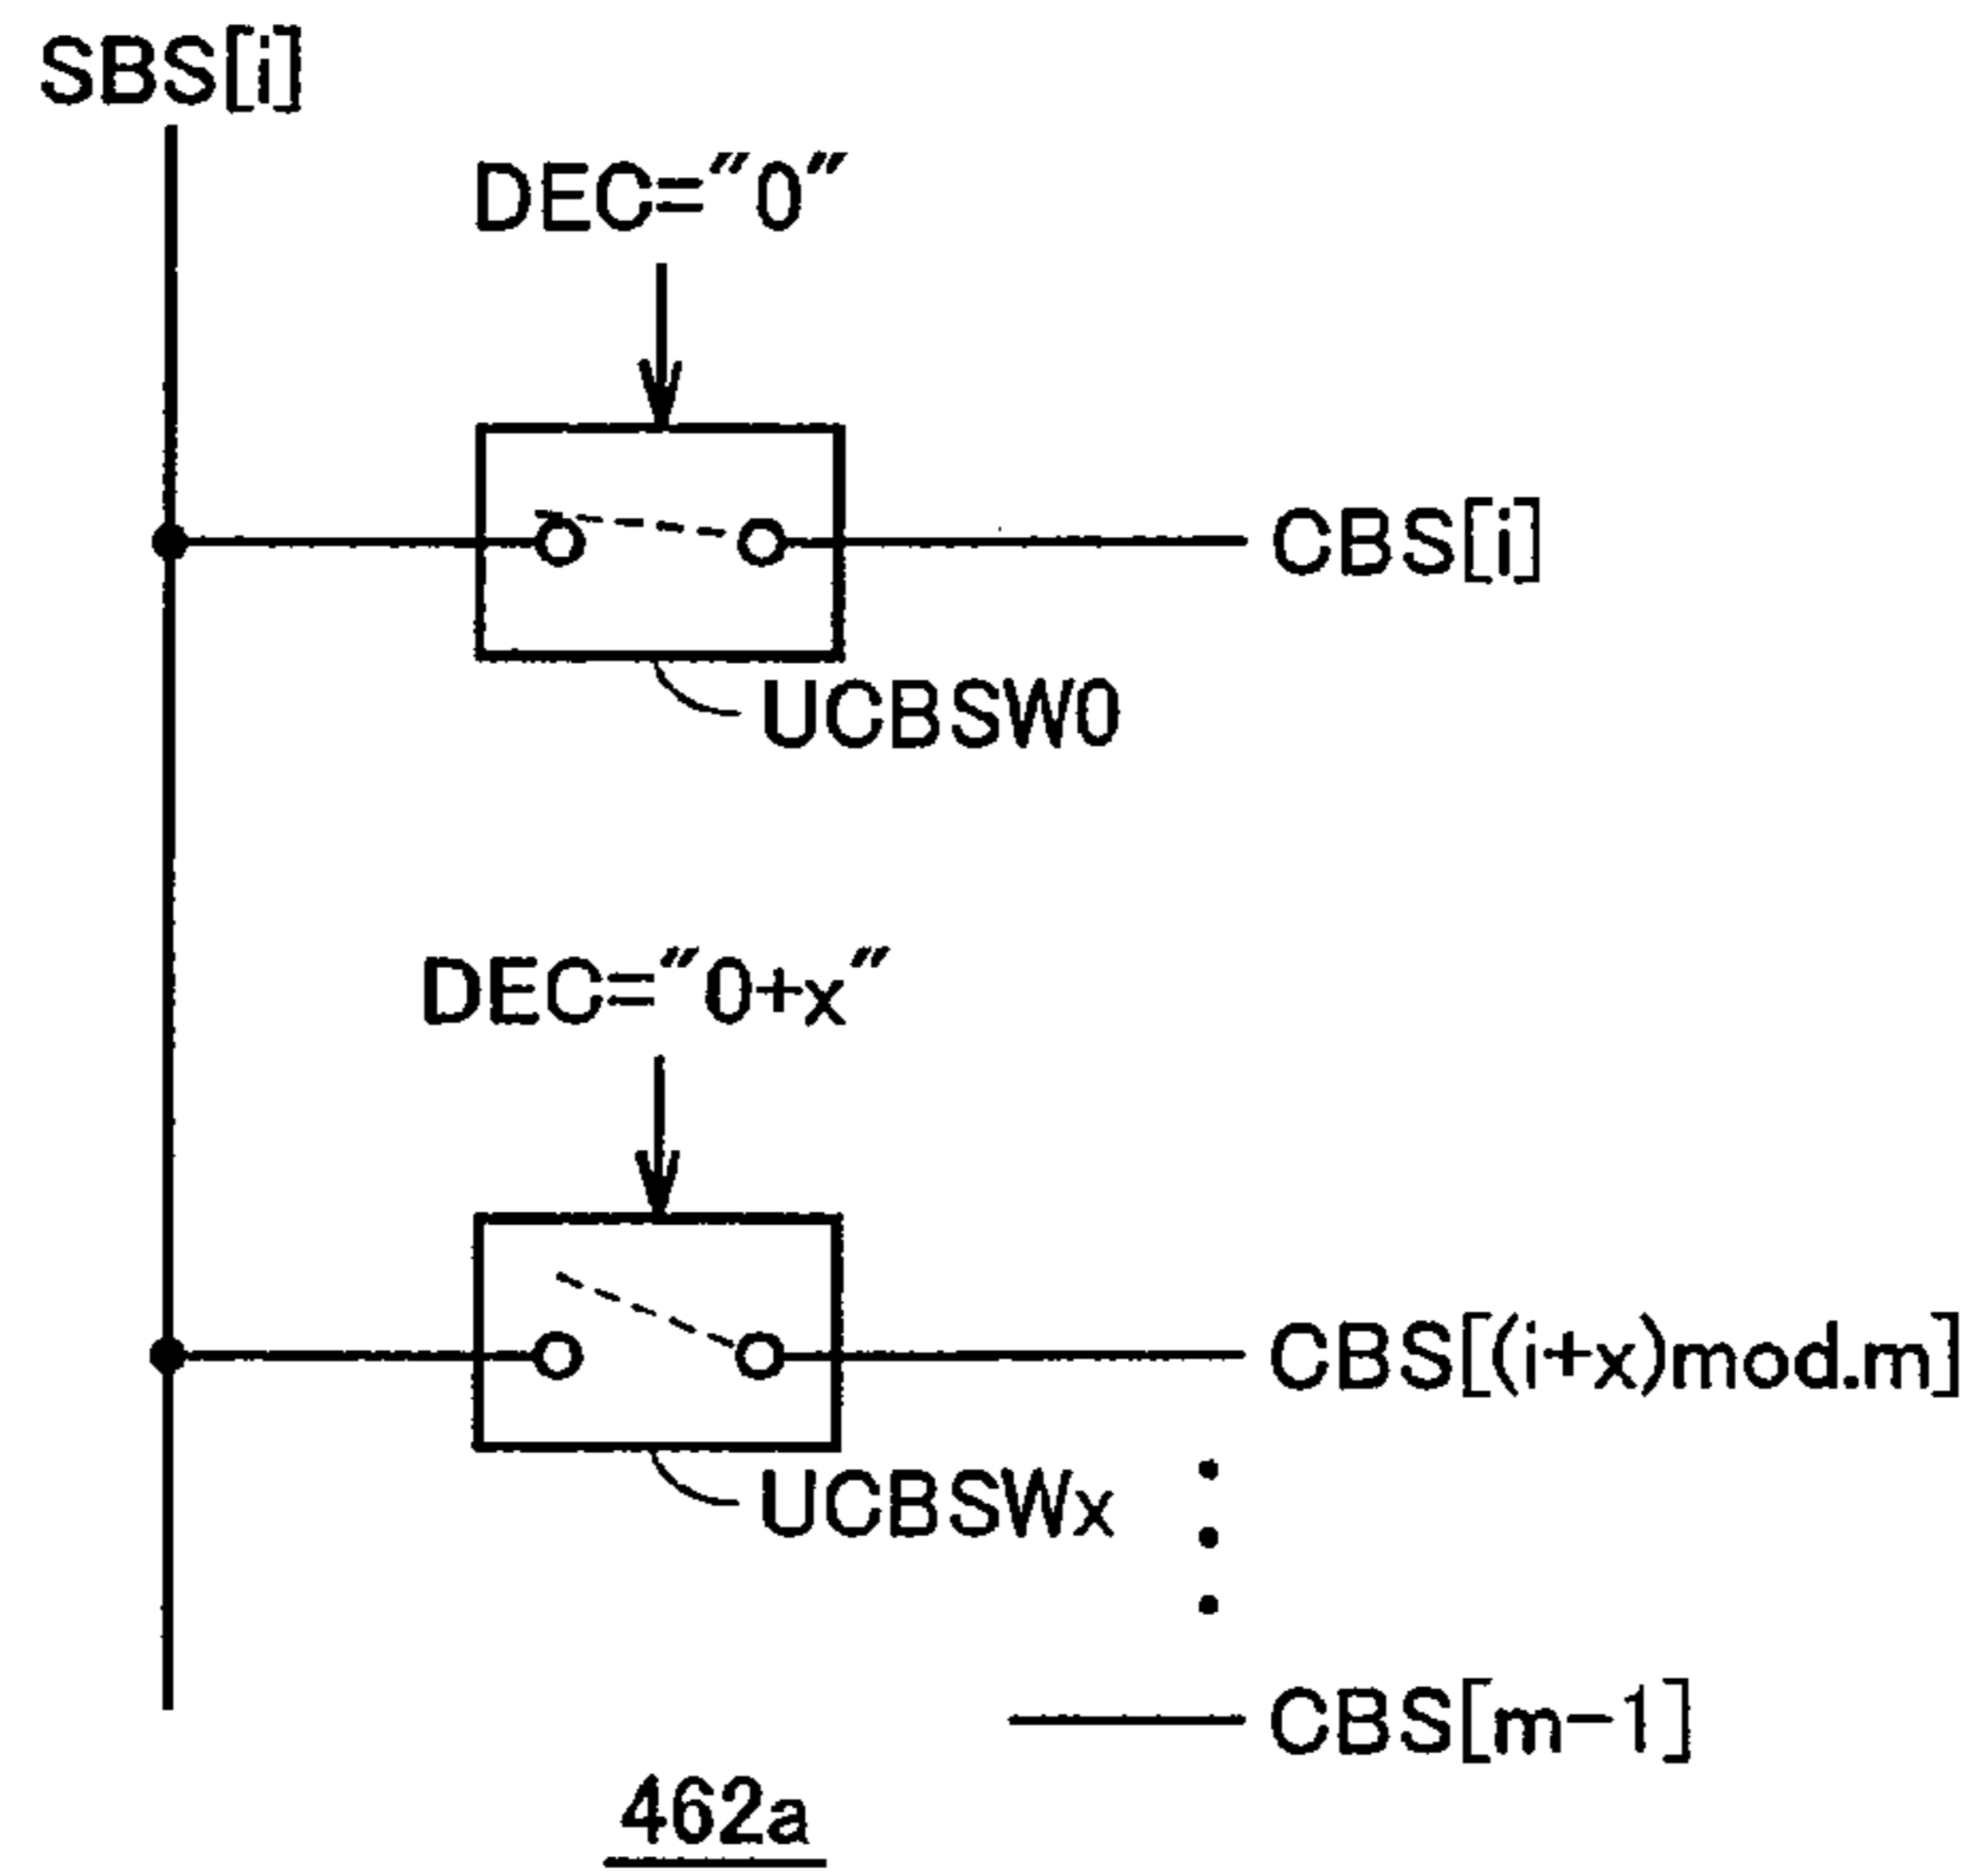 SBS[i]
DEC="0"
CBS[i]
UCBSW0
DEC="0+x"
CBS[(i+x)mod.m]
UCBSWx
CBS[m-1]
462a